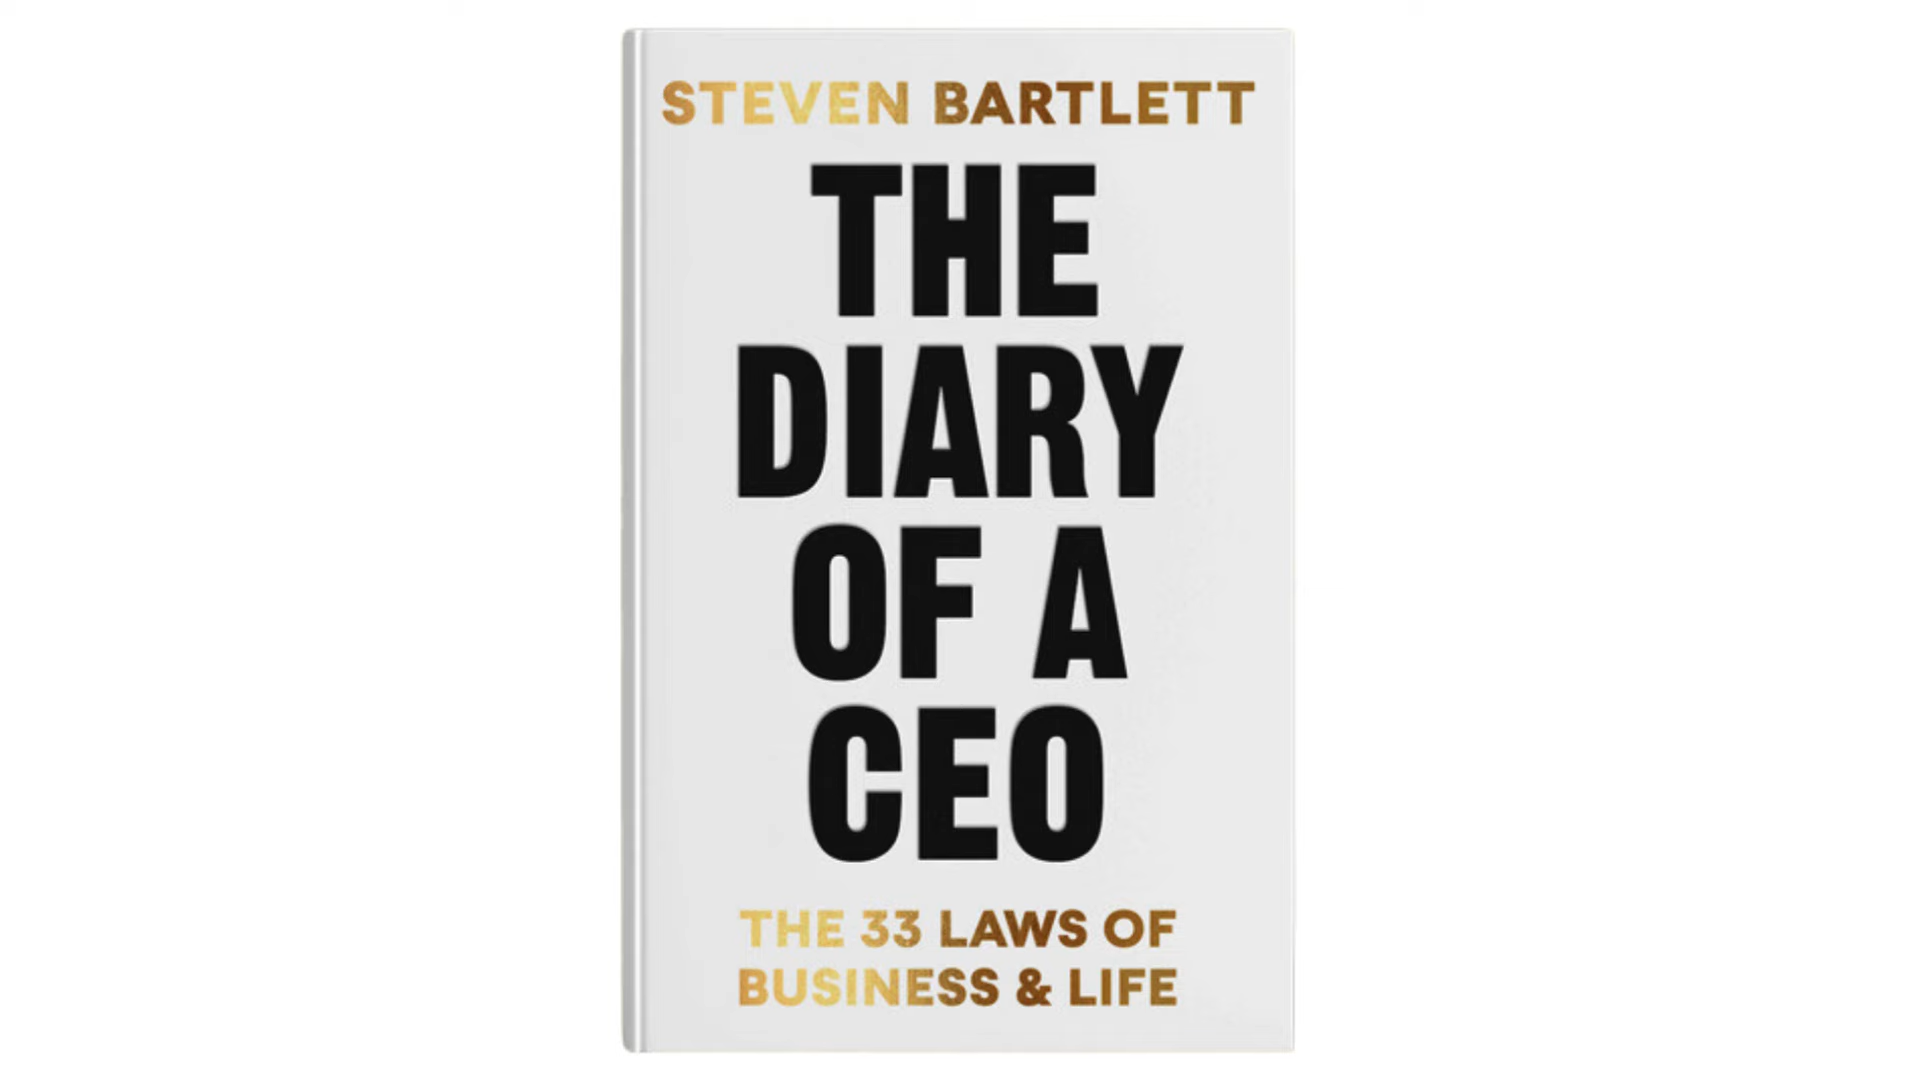 STEVEN BARTLETT
THE
DIARY
OF A
CEO
THE 33 LAWS OF
BUSINESS & LIFE